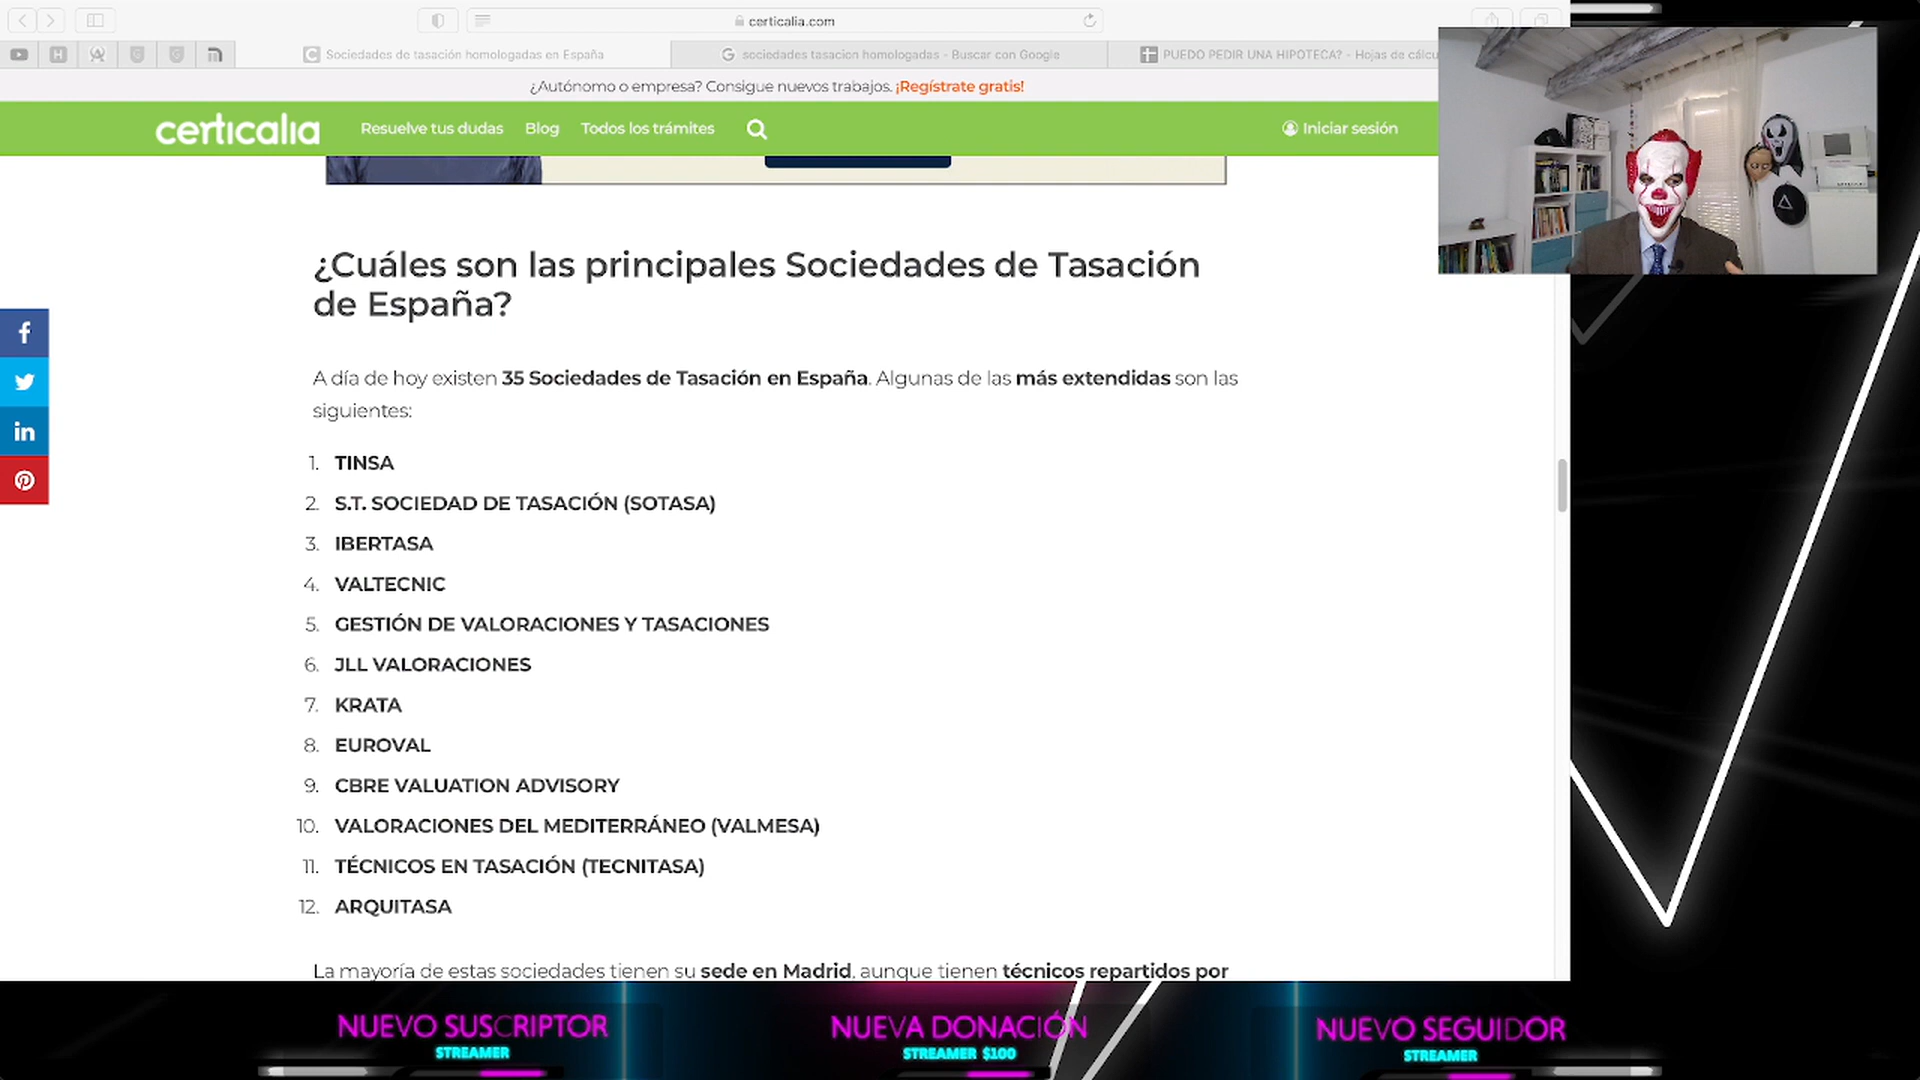 certicalia.com
Sociedades de tasación homologadas en España
sociedades tasacion homologadas - Buscar con Google
PUEDO PEDIR UNA HIPOTECA? - Hojas de cálcu
¿Autónomo o empresa? Consigue nuevos trabajos. ¡Regístrate gratis!
certicalia
Resuelve tus dudas
Blog
Todos los trámites
Iniciar sesión
¿Cuáles son las principales Sociedades de Tasación
de España?
A día de hoy existen 35 Sociedades de Tasación en España. Algunas de las más extendidas son las
siguientes:
1. TINSA
2. S.T. SOCIEDAD DE TASACIÓN (SOTASA)
3. IBERTASA
4. VALTECNIC
5. GESTIÓN DE VALORACIONES Y TASACIONES
6. JLL VALORACIONES
7. KRATA
8. EUROVAL
9. CBRE VALUATION ADVISORY
10. VALORACIONES DEL MEDITERRÁNEO (VALMESA)
11. TÉCNICOS EN TASACIÓN (TECNITASA)
12. ARQUITASA
La mayoría de estas sociedades tienen su sede en Madrid, aunque tienen técnicos repartidos por
NUEVO SUSCRIPTOR
STREAMER
NUEVA DONACIÓN
STREAMER $100
NUEVO SEGUIDOR
STREAMER